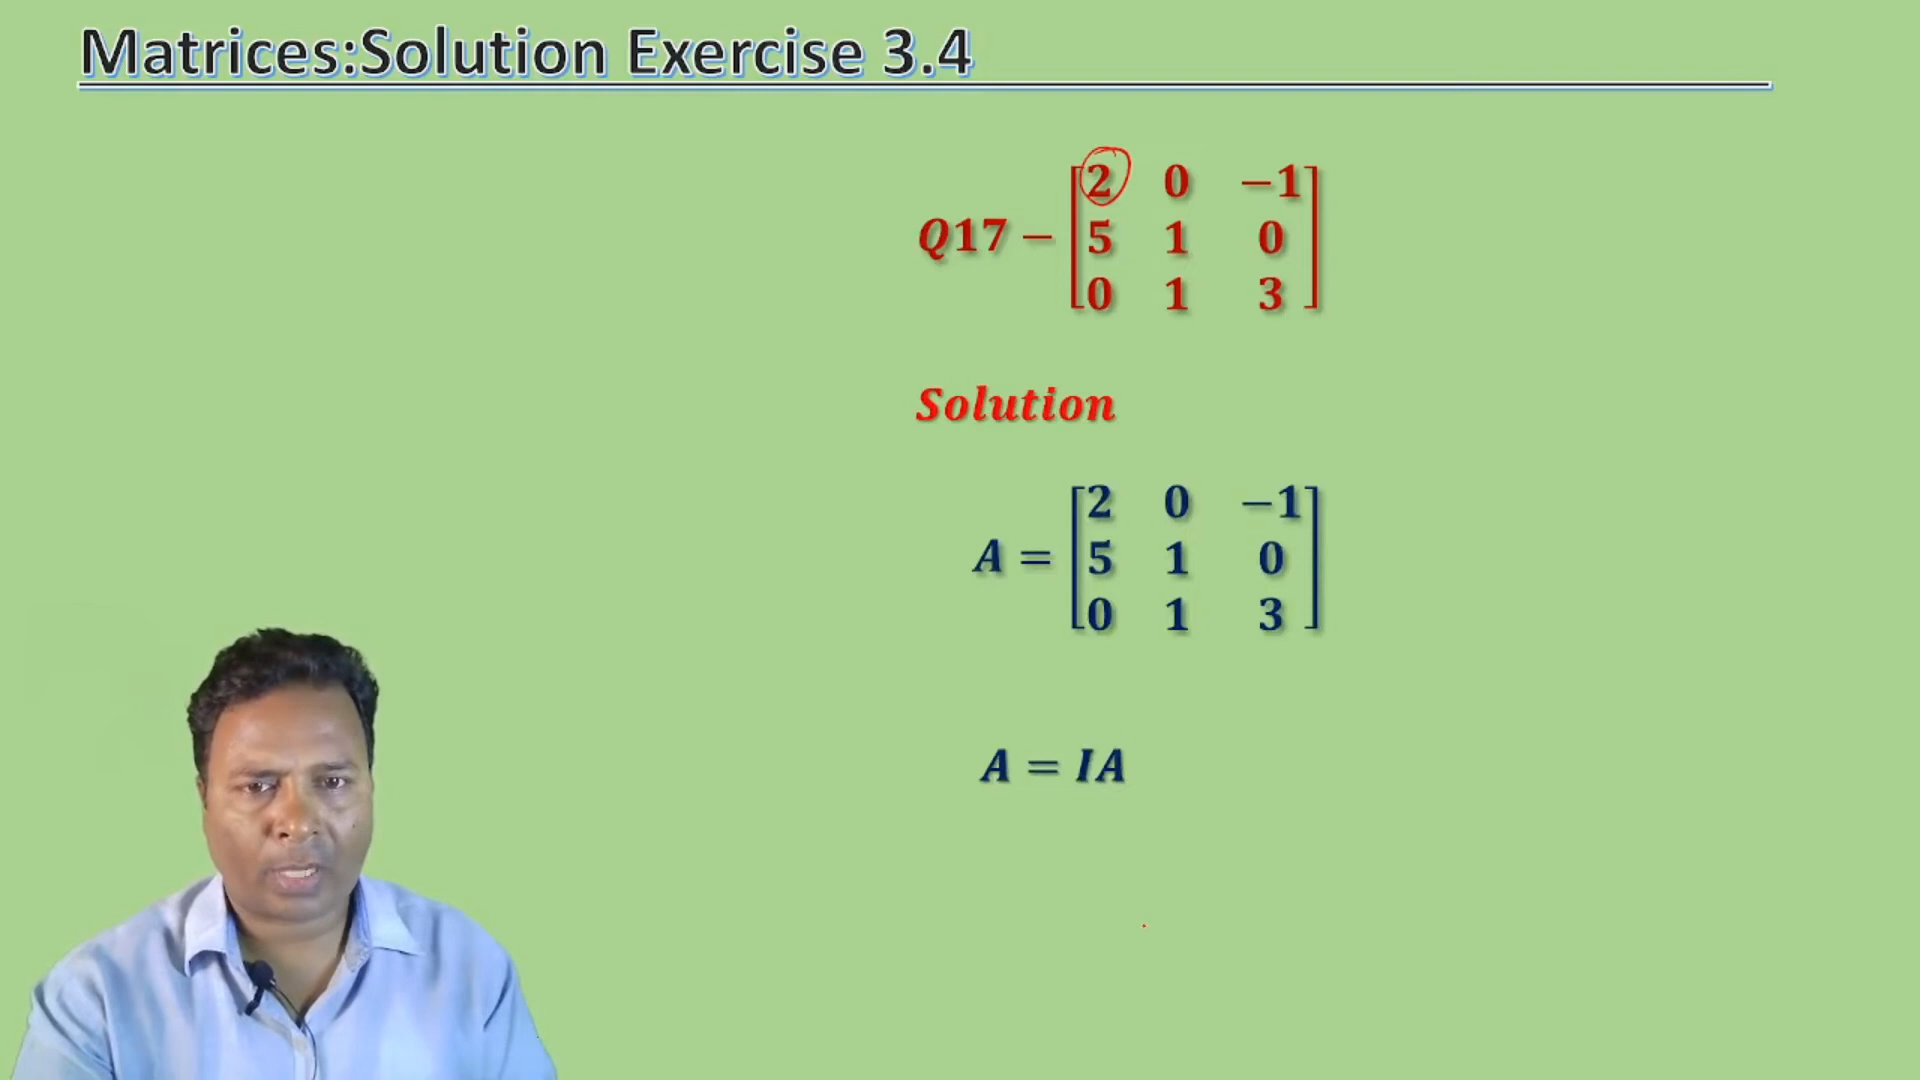 Matrices:Solution Exercise 3.4
Q17 − [2 0 −1
5 1 0
0 1 3]
Solution
A = [2 0 −1
5 1 0
0 1 3]
A = IA